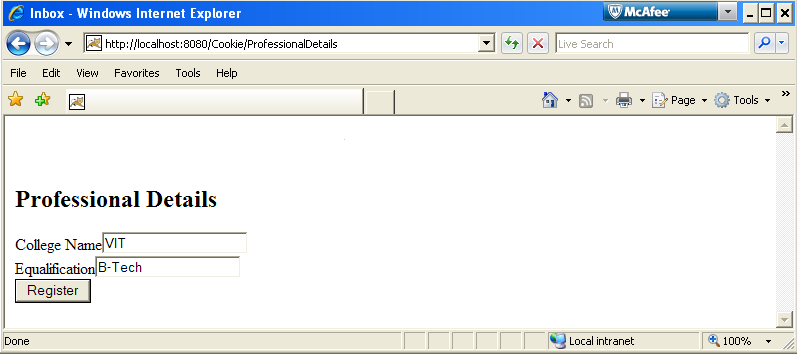 Inbox - Windows Internet Explorer
McAfee
http://localhost:8080/Cookie/ProfessionalDetails
Live Search
File Edit View Favorites Tools Help
Page Tools
Professional Details
College Name VIT
Equalification B-Tech
Register
Done Local intranet 100%